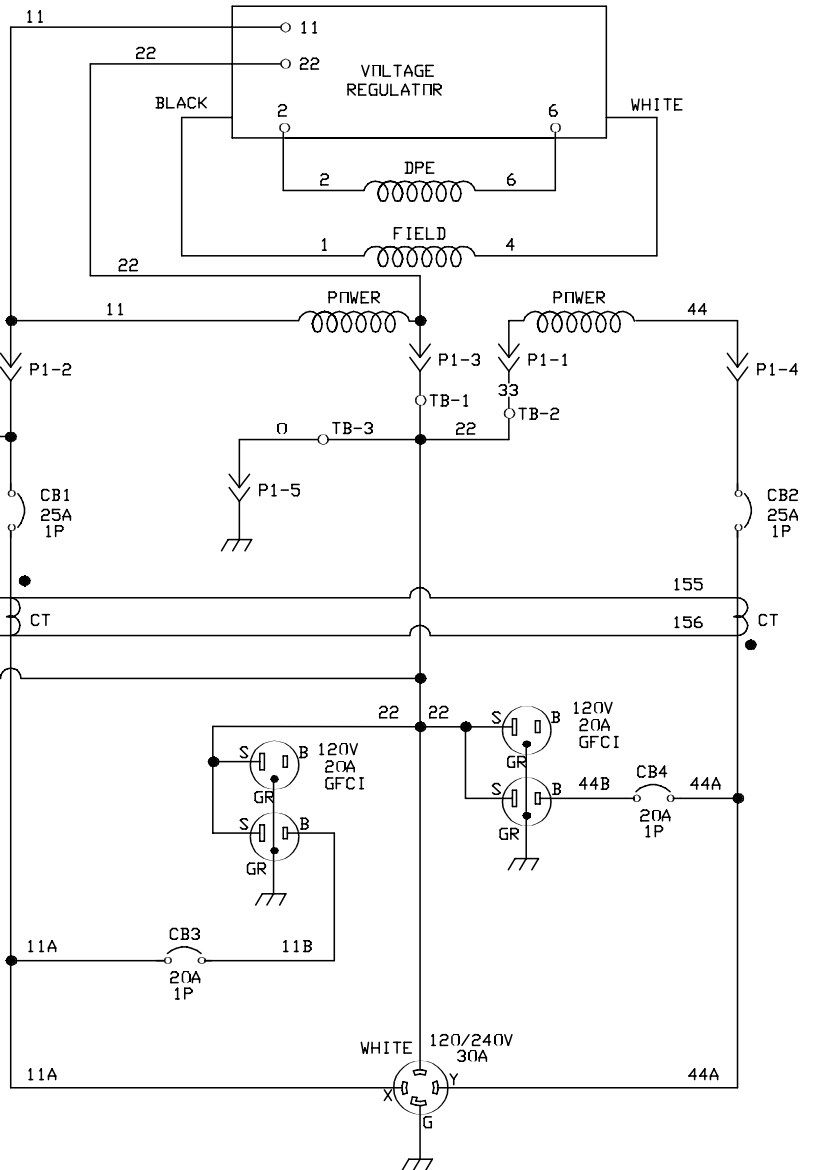 11
11
22
22
VOLTAGE
REGULATOR
BLACK
WHITE
2
6
DPE
2
6
FIELD
1
4
22
11
POWER
POWER
44
P1-2
P1-3
P1-1
P1-4
33
TB-1
TB-2
0
TB-3
22
P1-5
CB1
25A
1P
CB2
25A
1P
155
CT
156
CT
22
22
S
B
120V
20A
GFCI
GR
S
B
120V
20A
GFCI
GR
S
B
44B
CB4
44A
20A
1P
GR
S
B
GR
CB3
11A
11B
20A
1P
WHITE
120/240V
30A
11A
X
Y
44A
G